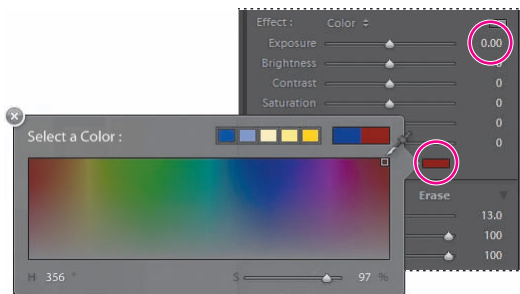 Effect : Color
Exposure 0.00
Brightness 0
Contrast 0
Saturation 0
0
0
Select a Color :
Erase
13.0
100
100
H 356 °
S 97 %